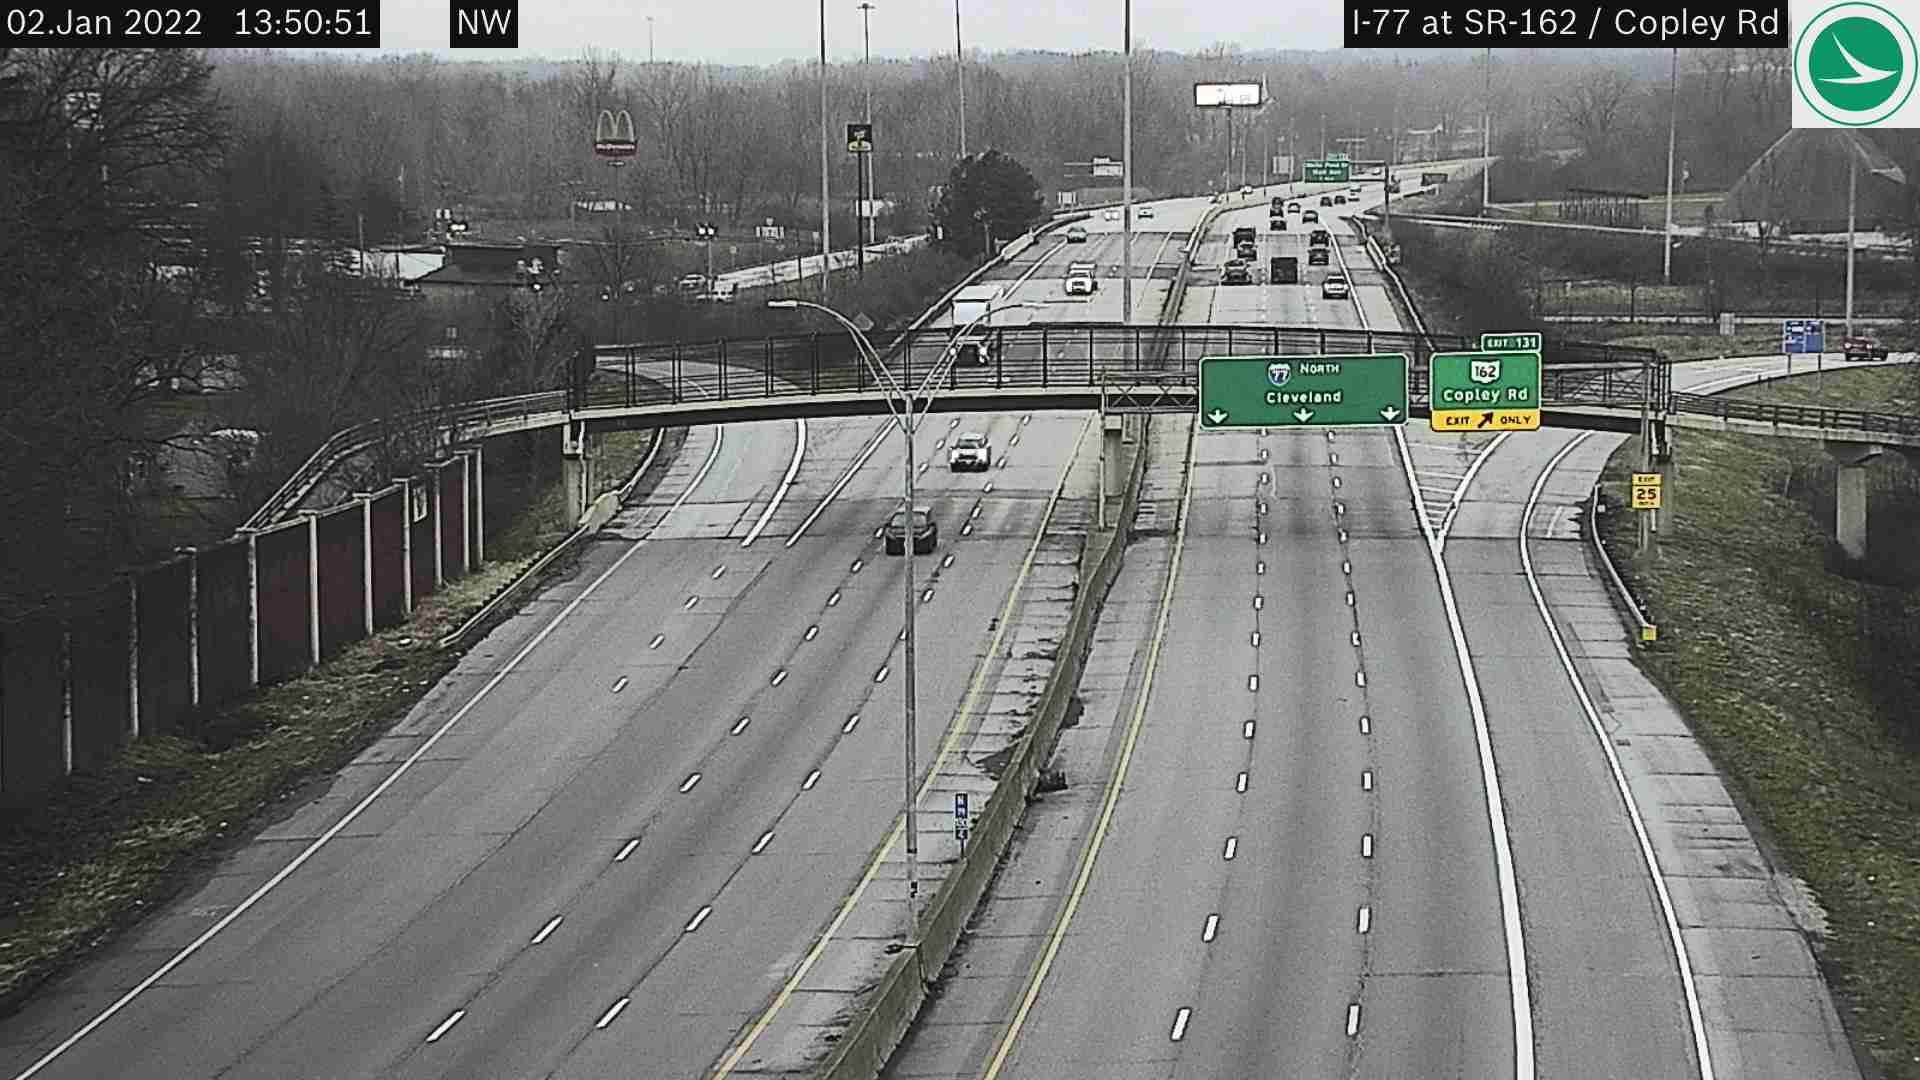 02.Jan 2022 13:50:51
NW
I-77 at SR-162 / Copley Rd
McDonald's
EXIT 131
77 NORTH
Cleveland
162
Copley Rd
EXIT ONLY
EXIT
25